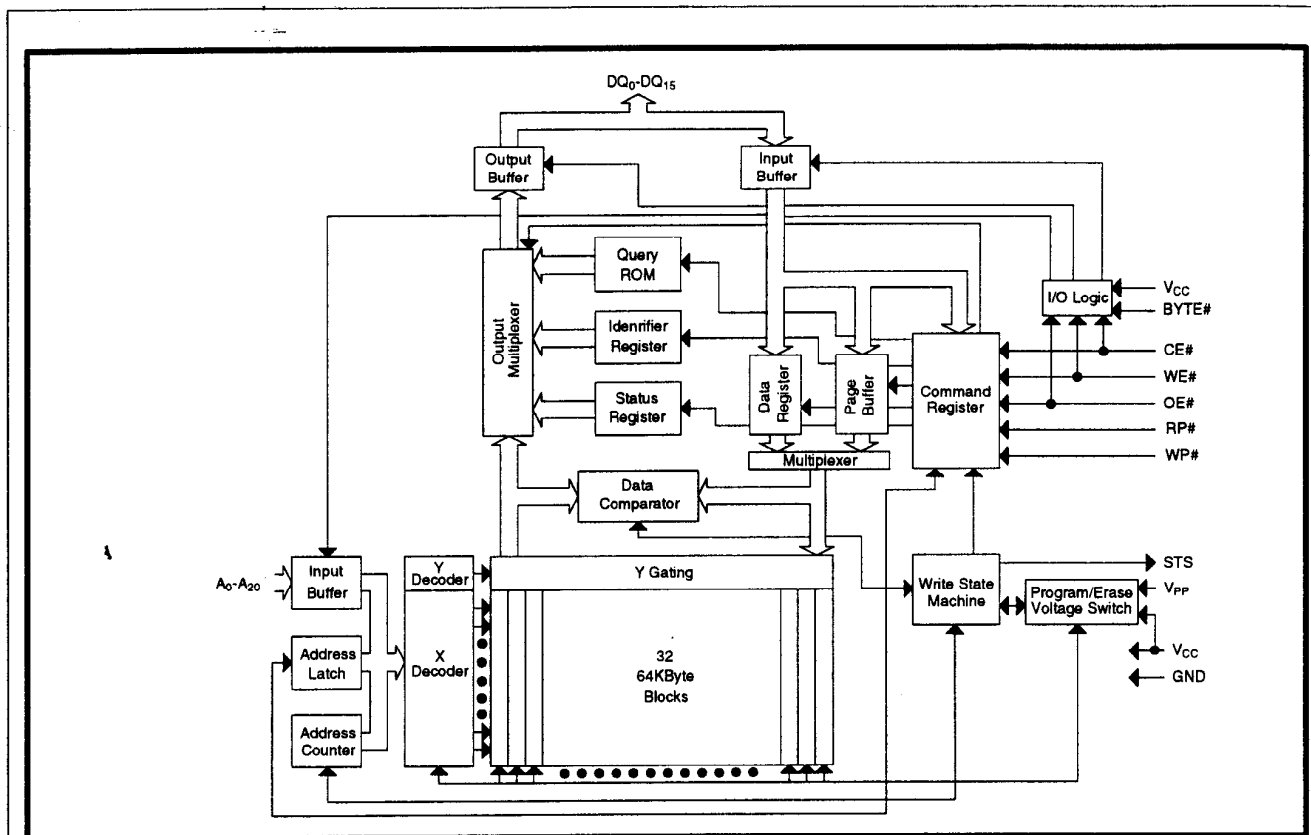 DQ0-DQ15
Output
Buffer
Input
Buffer
Output
Multiplexer
Query
ROM
Idenrifier
Register
Status
Register
Data
Register
Page
Buffer
Multiplexer
Command
Register
I/O Logic
VCC
BYTE#
CE#
WE#
OE#
RP#
WP#
Data
Comparator
A0-A20
Input
Buffer
Address
Latch
Address
Counter
Y
Decoder
X
Decoder
Y Gating
32
64KByte
Blocks
Write State
Machine
Program/Erase
Voltage Switch
STS
VPP
VCC
GND